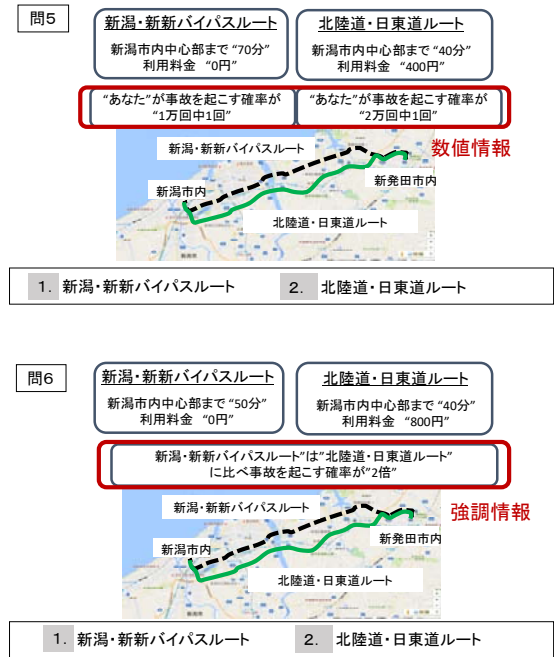 問5
新潟・新新バイパスルート
新潟市内中心部まで “70分”
利用料金 “0円”
北陸道・日東道ルート
新潟市内中心部まで “40分”
利用料金 “400円”
“あなた”が事故を起こす確率が
“1万回中1回”
“あなた”が事故を起こす確率が
“2万回中1回”
数値情報
新潟・新新バイパスルート
新潟市内
新発田市内
北陸道・日東道ルート
1. 新潟・新新バイパスルート
2. 北陸道・日東道ルート
問6
新潟・新新バイパスルート
新潟市内中心部まで “50分”
利用料金 “0円”
北陸道・日東道ルート
新潟市内中心部まで “40分”
利用料金 “800円”
新潟・新新バイパスルート”は”北陸道・日東道ルート”
に比べ事故を起こす確率が”2倍”
強調情報
新潟・新新バイパスルート
新潟市内
新発田市内
北陸道・日東道ルート
1. 新潟・新新バイパスルート
2. 北陸道・日東道ルート